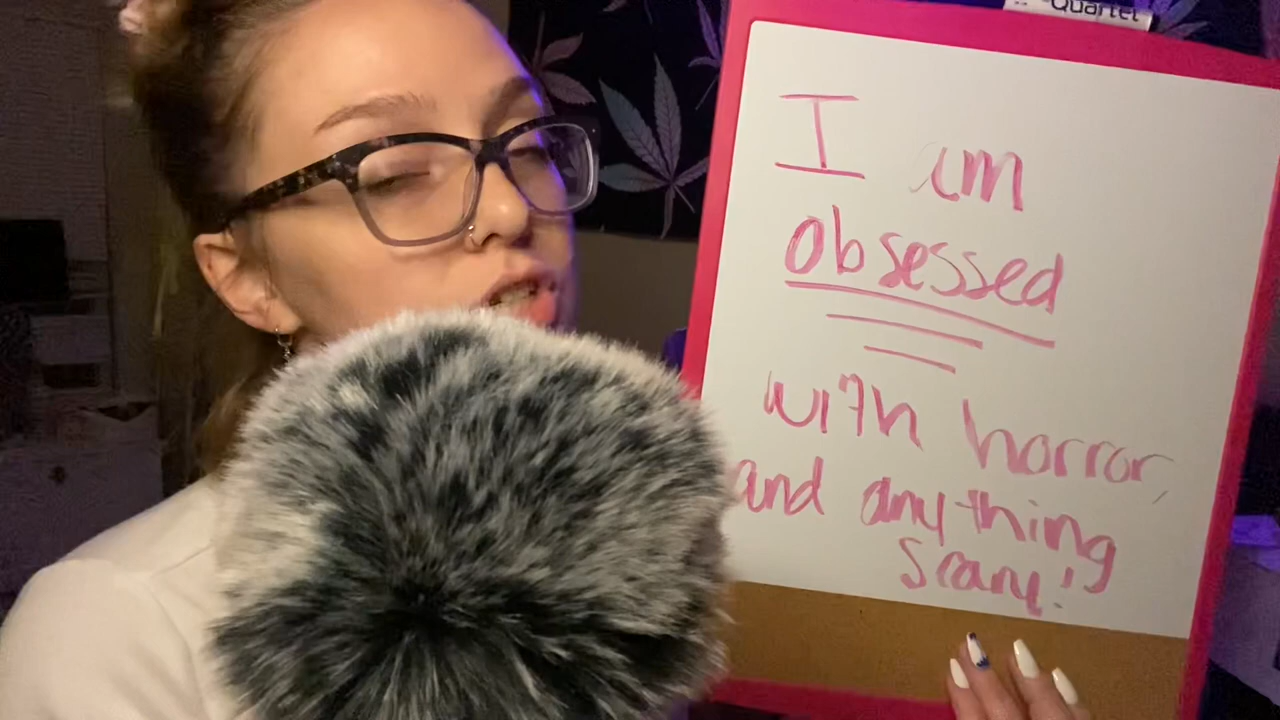 Quartet
I am
obsessed
with horror,
and anything
scary!